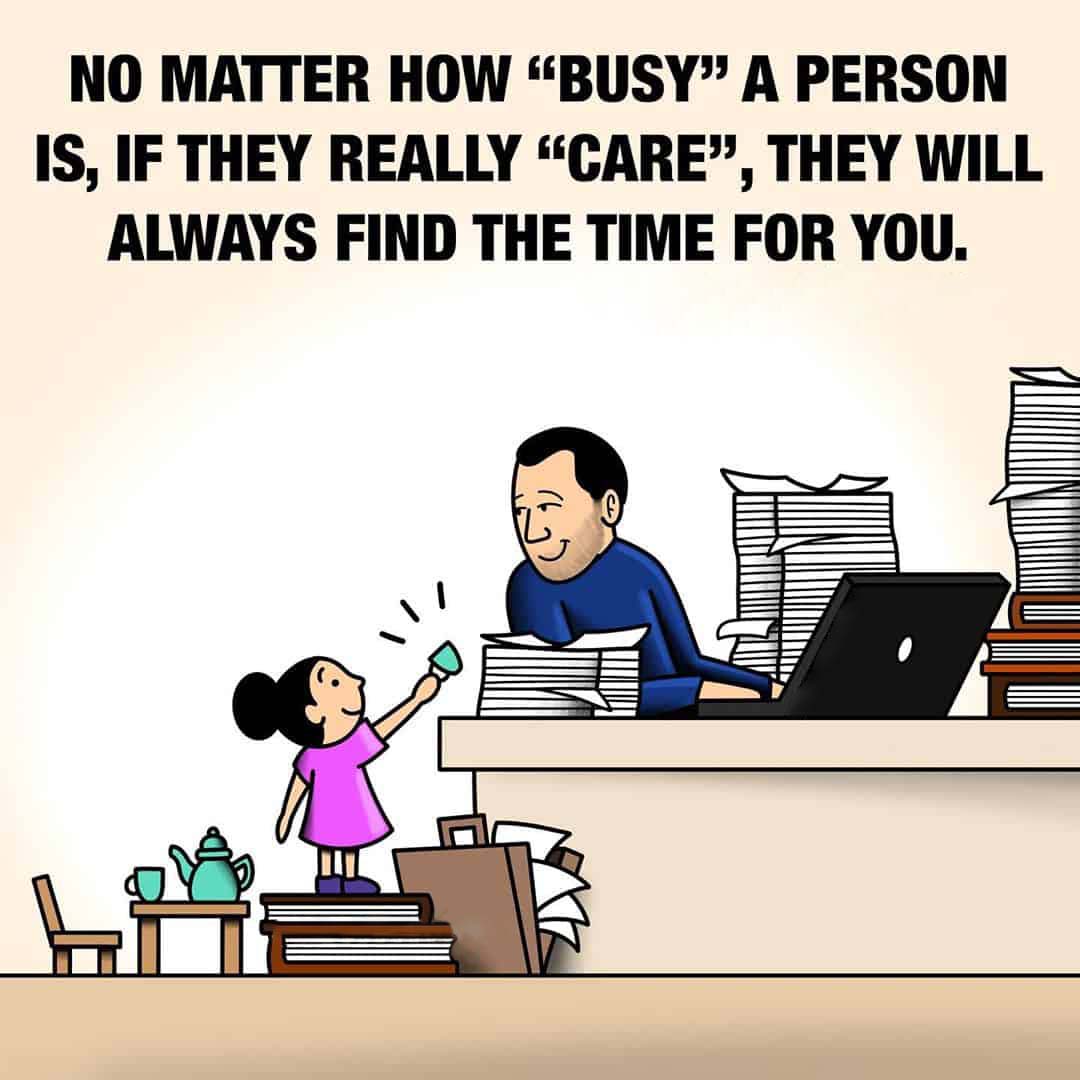 NO MATTER HOW “BUSY” A PERSON
IS, IF THEY REALLY “CARE”, THEY WILL
ALWAYS FIND THE TIME FOR YOU.